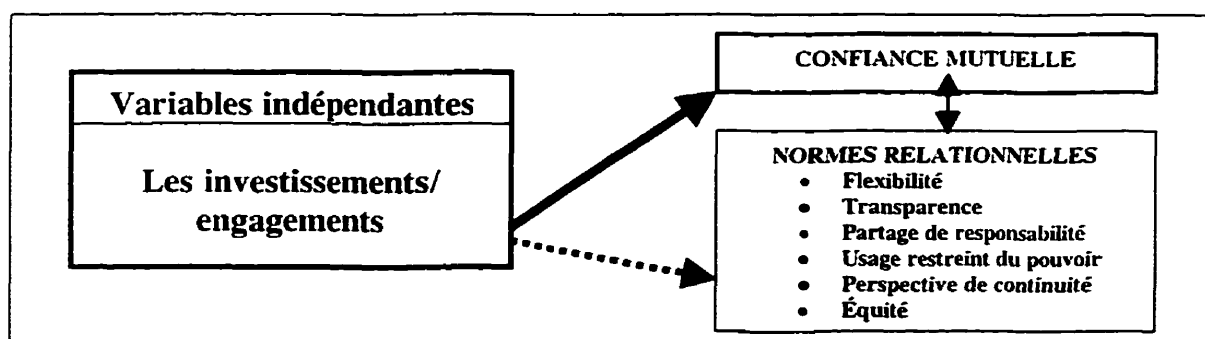 Variables indépendantes
Les investissements/
engagements
CONFIANCE MUTUELLE
NORMES RELATIONNELLES
• Flexibilité
• Transparence
• Partage de responsabilité
• Usage restreint du pouvoir
• Perspective de continuité
• Équité